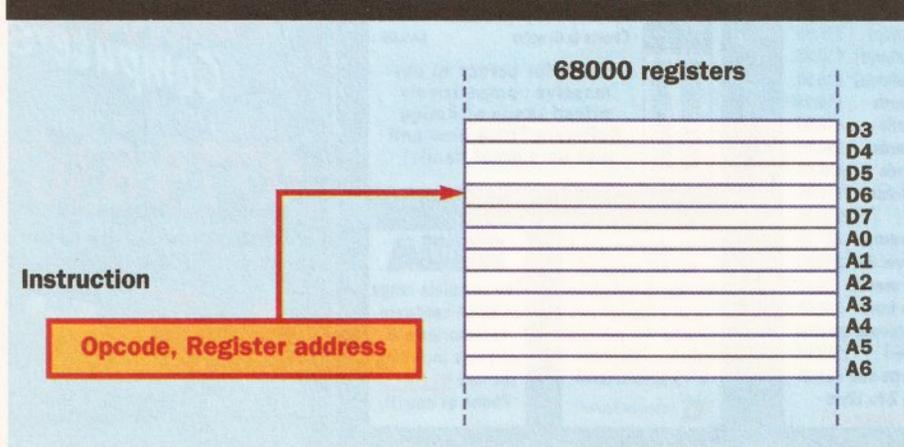 68000 registers
D3
D4
D5
D6
D7
A0
A1
A2
A3
A4
A5
A6
Instruction
Opcode, Register address